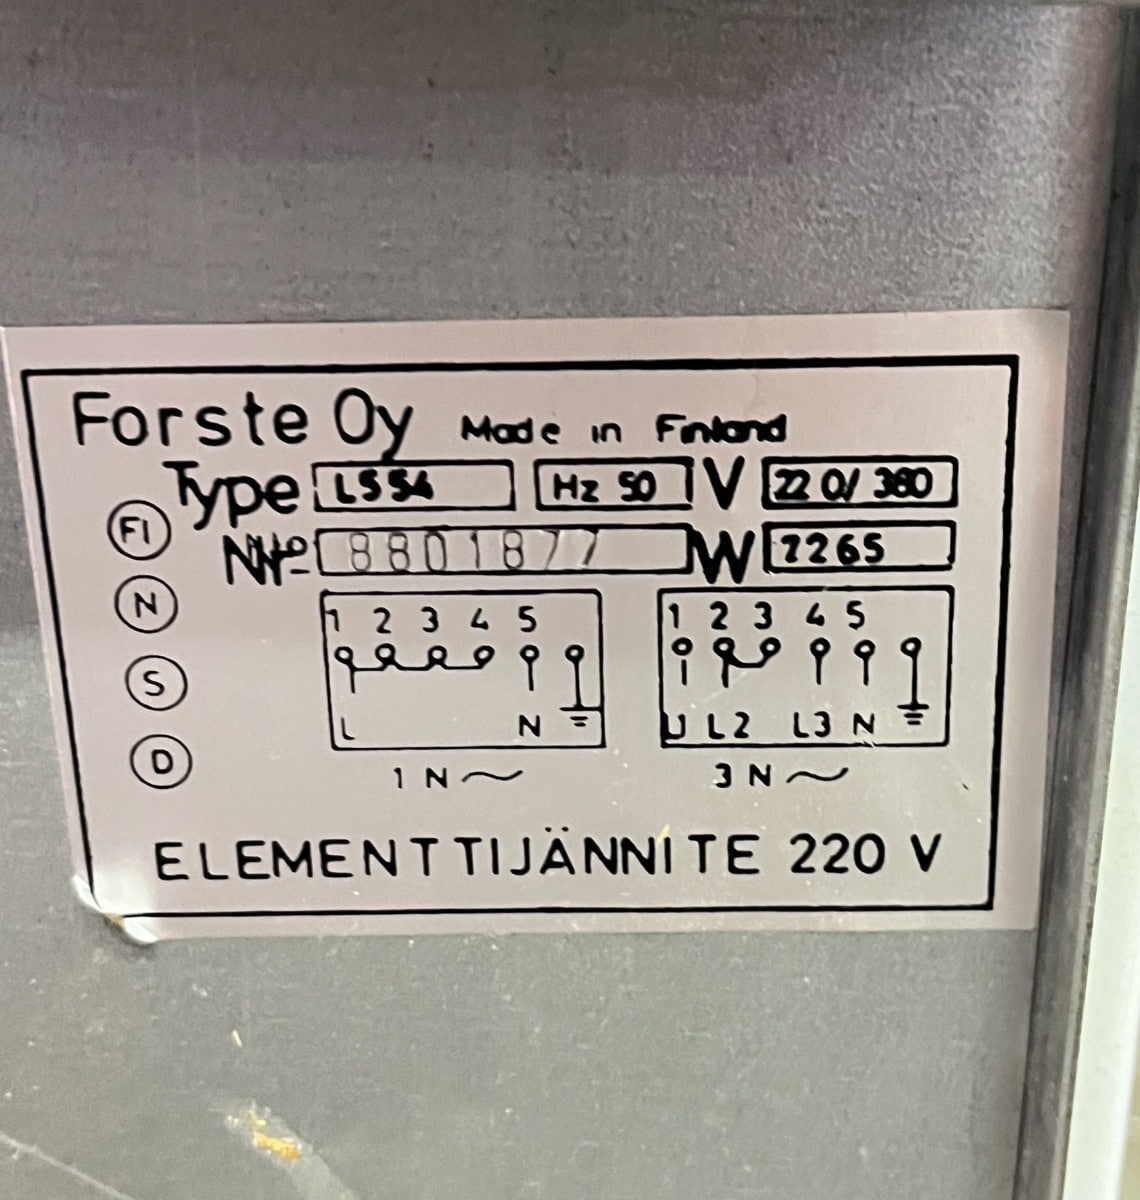 Forste Oy Made in Finland
Type LS54 Hz 50 V 220/380
FI Nº 8801877 W 7265
N
S
D
1 2 3 4 5
L N
1 N ~
1 2 3 4 5
L1 L2 L3 N
3 N ~
ELEMENTTIJÄNNITE 220 V